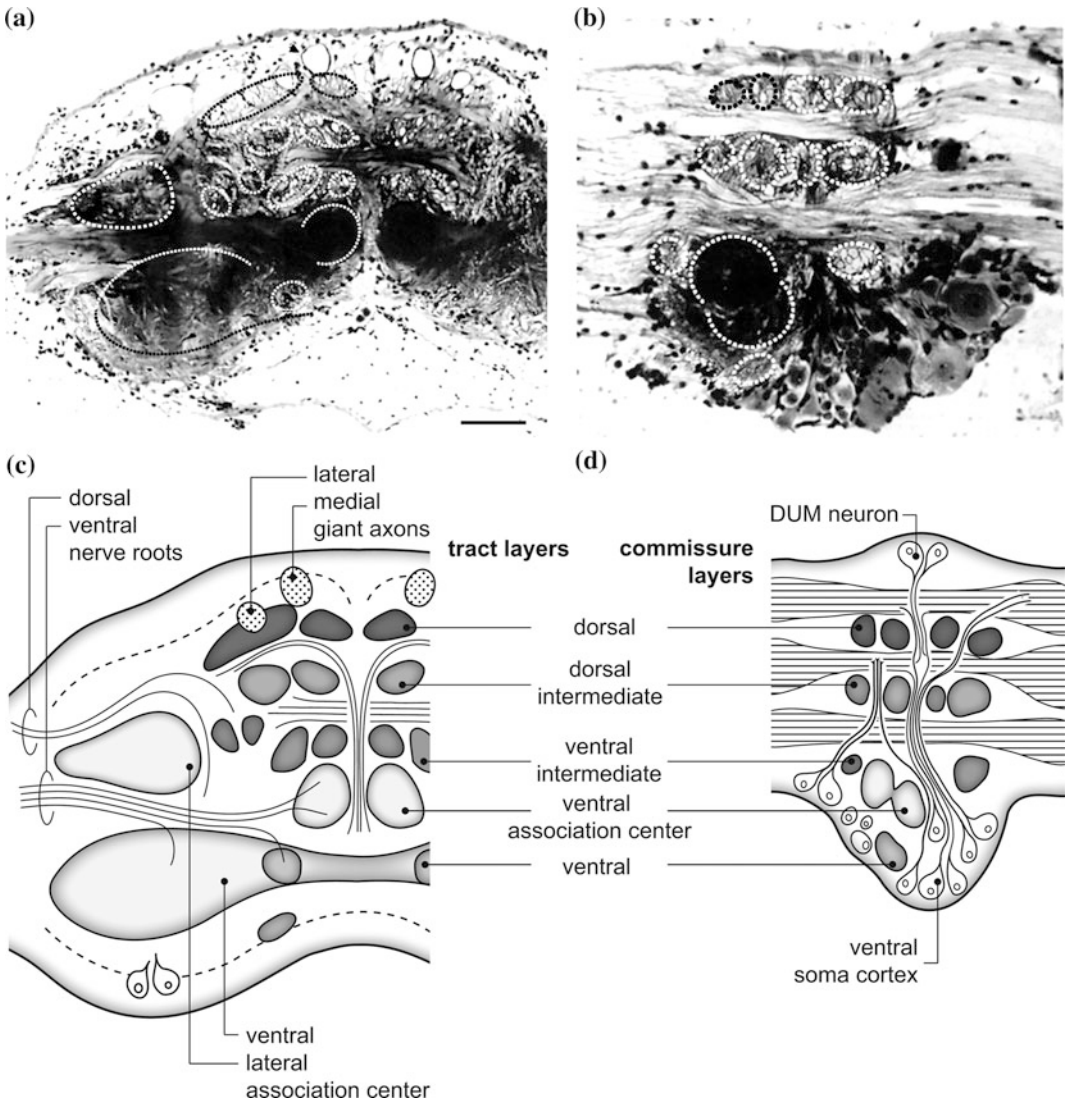 (a)
(b)
(c)
lateral
medial
giant axons
dorsal
ventral
nerve roots
tract layers
commissure
layers
(d)
DUM neuron
dorsal
dorsal
intermediate
ventral
intermediate
ventral
association center
ventral
ventral
soma cortex
ventral
lateral
association center